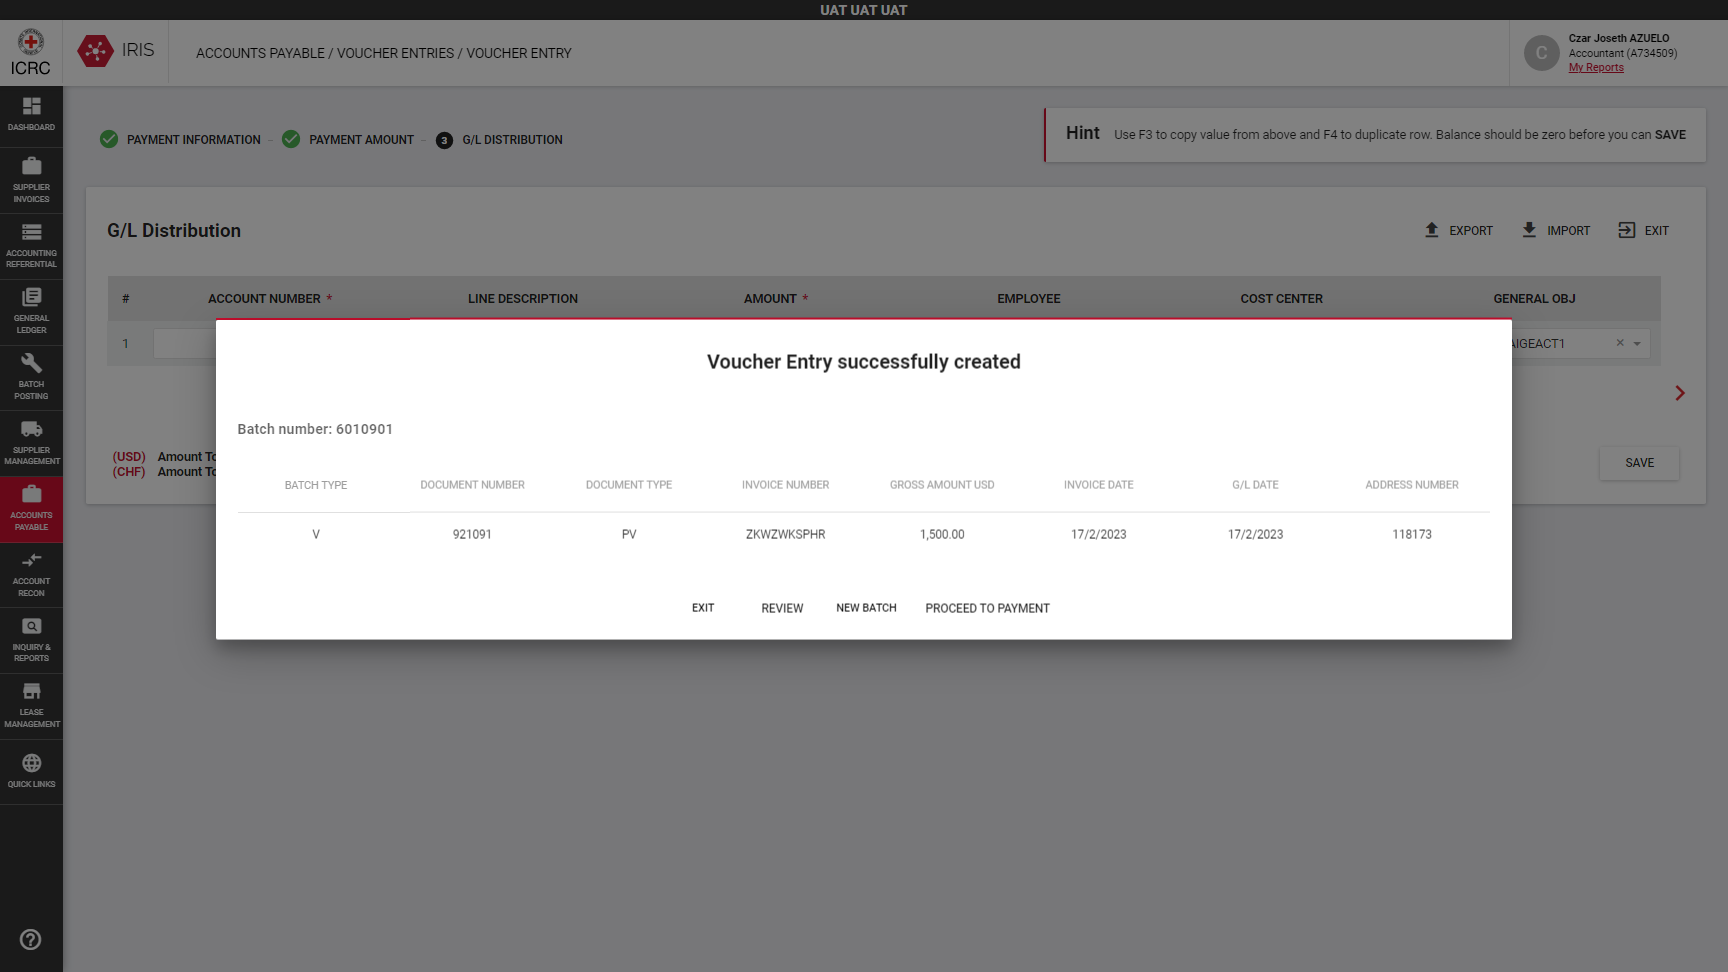 UAT UAT UAT
ICRC
IRIS
ACCOUNTS PAYABLE / VOUCHER ENTRIES / VOUCHER ENTRY
C
Czar Joseth AZUELO
Accountant (A734509)
My Reports
DASHBOARD
SUPPLIER
INVOICES
ACCOUNTING
REFERENTIAL
GENERAL
LEDGER
BATCH
POSTING
SUPPLIER
MANAGEMENT
ACCOUNTS
PAYABLE
ACCOUNT
RECON
INQUIRY &
REPORTS
LEASE
MANAGEMENT
QUICK LINKS
PAYMENT INFORMATION
PAYMENT AMOUNT
3 G/L DISTRIBUTION
Hint Use F3 to copy value from above and F4 to duplicate row. Balance should be zero before you can SAVE
G/L Distribution
EXPORT
IMPORT
EXIT
# ACCOUNT NUMBER * LINE DESCRIPTION AMOUNT * EMPLOYEE COST CENTER GENERAL OBJ
1
AIGEACT1 ×
(USD) Amount To
(CHF) Amount To
SAVE
Voucher Entry successfully created
Batch number: 6010901
BATCH TYPE DOCUMENT NUMBER DOCUMENT TYPE INVOICE NUMBER GROSS AMOUNT USD INVOICE DATE G/L DATE ADDRESS NUMBER
V 921091 PV ZKWZWKSPHR 1,500.00 17/2/2023 17/2/2023 118173
EXIT REVIEW NEW BATCH PROCEED TO PAYMENT